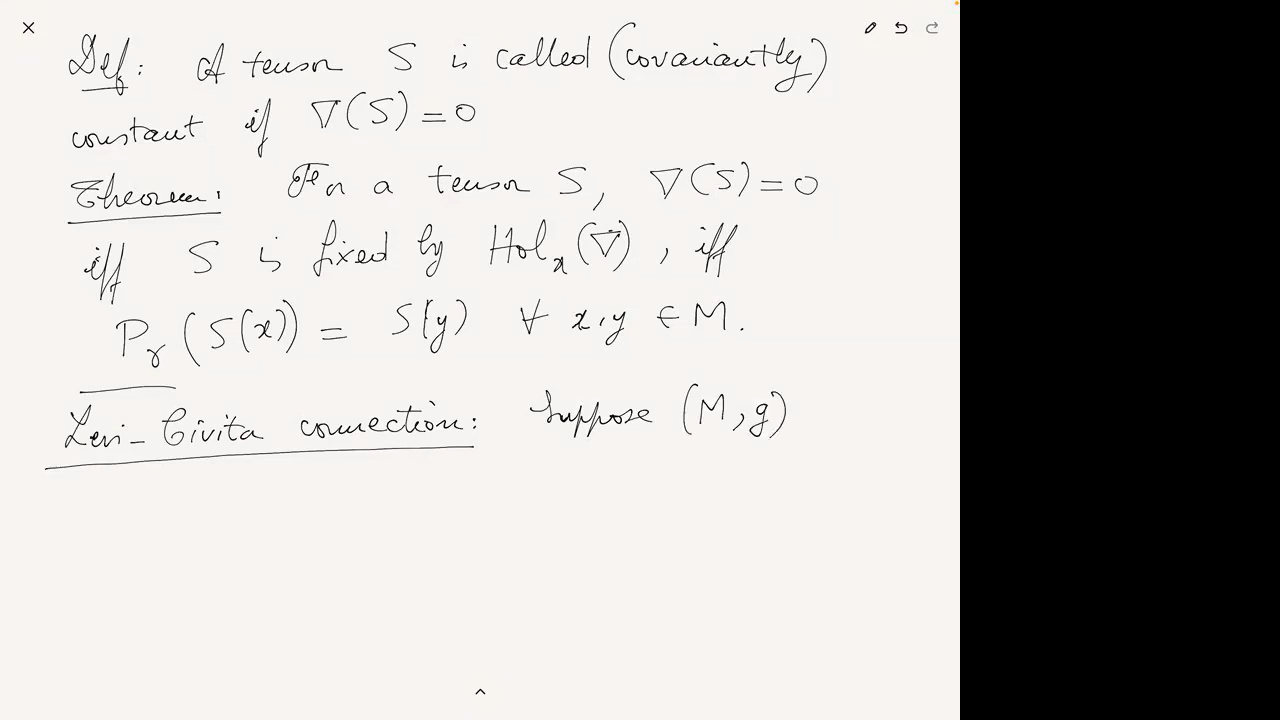 Def: A tensor S is called (covariantly)
constant if ∇(S) = 0
Theorem: For a tensor S, ∇(S) = 0
iff S is fixed by Holₓ(∇), iff
P_γ(S(x)) = S(y) ∀ x, y ∈ M.
Levi-Civita connection: Suppose (M, g)